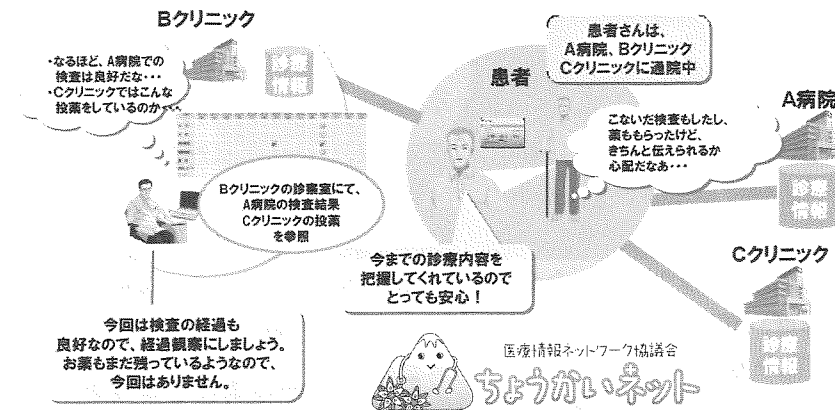 Bクリニック
・なるほど、A病院での
検査は良好だな・・・
・Cクリニックではこんな
投薬をしているのか・・・
診療
情報
Bクリニックの診察室にて、
A病院の検査結果
Cクリニックの投薬
を参照
今回は検査の経過も
良好なので、経過観察にしましょう。
お薬もまだ残っているようなので、
今回はありません。
患者
患者さんは、
A病院、Bクリニック
Cクリニックに通院中
こないだ検査もしたし、
薬ももらったけど、
きちんと伝えられるか
心配だなあ・・・
今までの診療内容を
把握してくれているので
とっても安心！
A病院
診療
情報
Cクリニック
診療
情報
医療情報ネットワーク協議会
ちょうかいネット